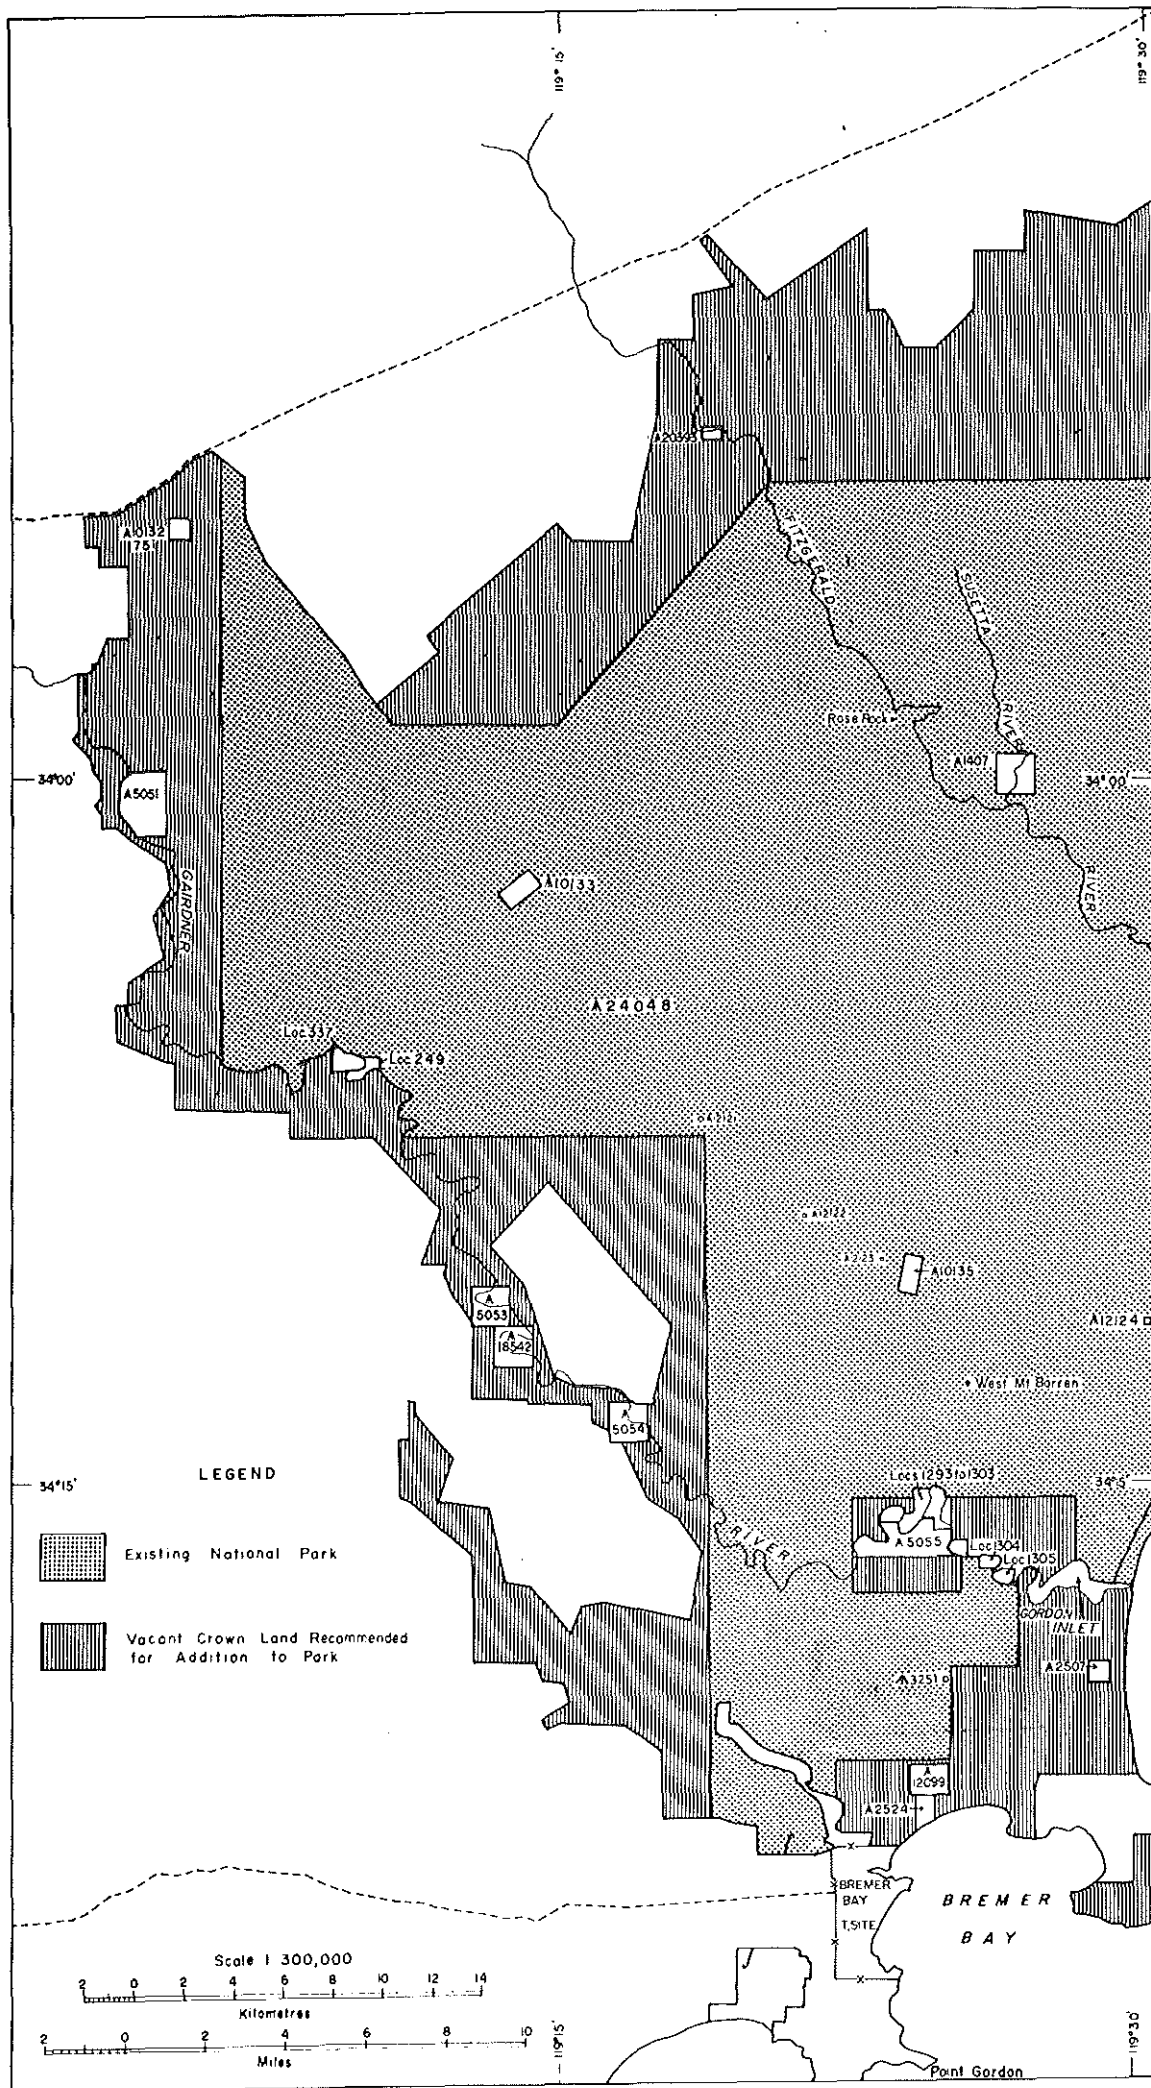 119° 15'
119° 30'
A20395
A10132
751
FITZGERALD
SUSETTA
RIVER
Rose Rock
A1407
34°00'
34°00'
A5051
GAIRDNER
RIVER
A10133
A24048
Loc 337
Loc 249
A12122
A10135
A
5053
A
18542
A12124
West Mt Barren
A
5054
LEGEND
Locs 1293 to 1303
34°15'
RIVER
A 5055
Loc 1304
Loc 1305
Existing National Park
GORDON
INLET
Vacant Crown Land Recommended
for Addition to Park
A2507
A3251
A
12099
A2524
BREMER
BAY
T.SITE
BREMER
BAY
Scale 1 300,000
2 0 2 4 6 8 10 12 14
Kilometres
2 0 2 4 6 8 10
Miles
119°15'
119°30'
Point Gordon